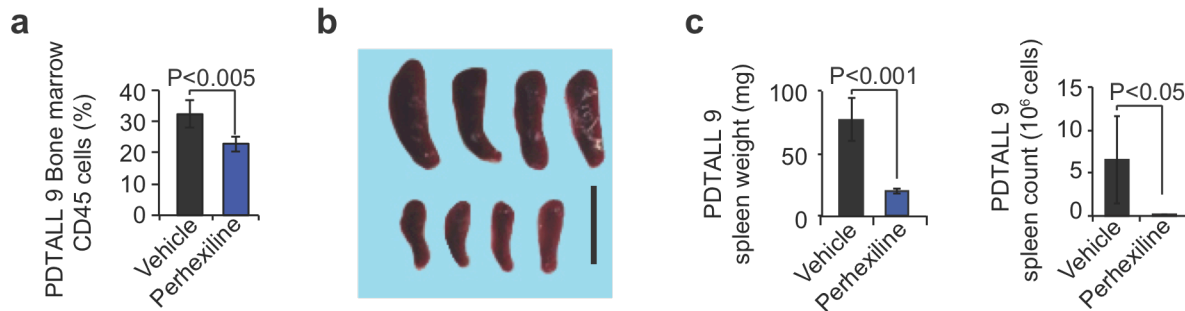 a
PDTALL 9 Bone marrow
CD45 cells (%)
P<0.005
40
30
20
10
0
Vehicle
Perhexiline
b
c
PDTALL 9
spleen weight (mg)
P<0.001
100
50
0
Vehicle
Perhexiline
PDTALL 9
spleen count (10⁶ cells)
P<0.05
15
10
5
0
Vehicle
Perhexiline